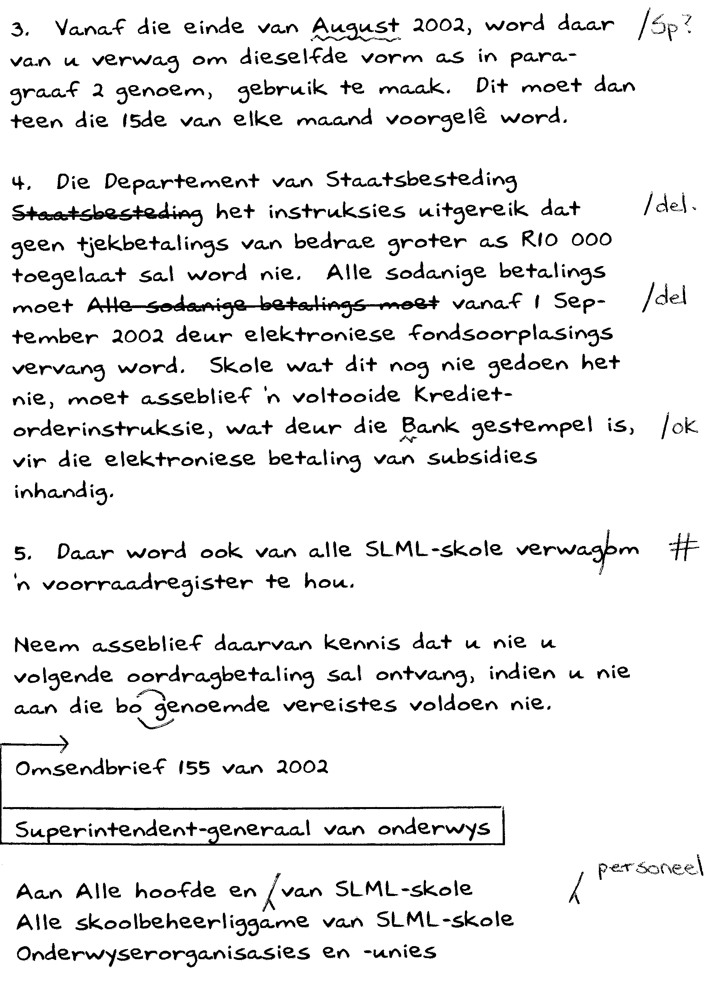 3. Vanaf die einde van August 2002, word daar /Sp?
van u verwag om dieselfde vorm as in para-
graaf 2 genoem, gebruik te maak. Dit moet dan
teen die 15de van elke maand voorgelê word.
4. Die Departement van Staatsbesteding
Staatsbesteding het instruksies uitgereik dat /del.
geen tjekbetalings van bedrae groter as R10 000
toegelaat sal word nie. Alle sodanige betalings
moet Alle sodanige betalings moet vanaf 1 Sep- /del
tember 2002 deur elektroniese fondsoorplasings
vervang word. Skole wat dit nog nie gedoen het
nie, moet asseblief 'n voltooide Krediet-
orderinstruksie, wat deur die Bank gestempel is, /ok
vir die elektroniese betaling van subsidies
inhandig.
5. Daar word ook van alle SLML-skole verwag/om #
'n voorraadregister te hou.
Neem asseblief daarvan kennis dat u nie u
volgende oordragbetaling sal ontvang, indien u nie
aan die bo genoemde vereistes voldoen nie.
Omsendbrief 155 van 2002
Superintendent-generaal van onderwys
personeel
Aan Alle hoofde en / van SLML-skole
Alle skoolbeheerliggame van SLML-skole
Onderwyserorganisasies en -unies